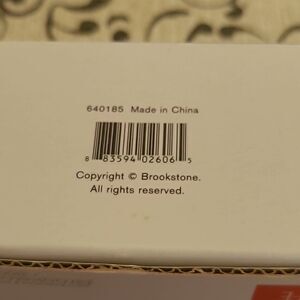 640185 Made in China
8 83594 02606 5
Copyright © Brookstone.
All rights reserved.